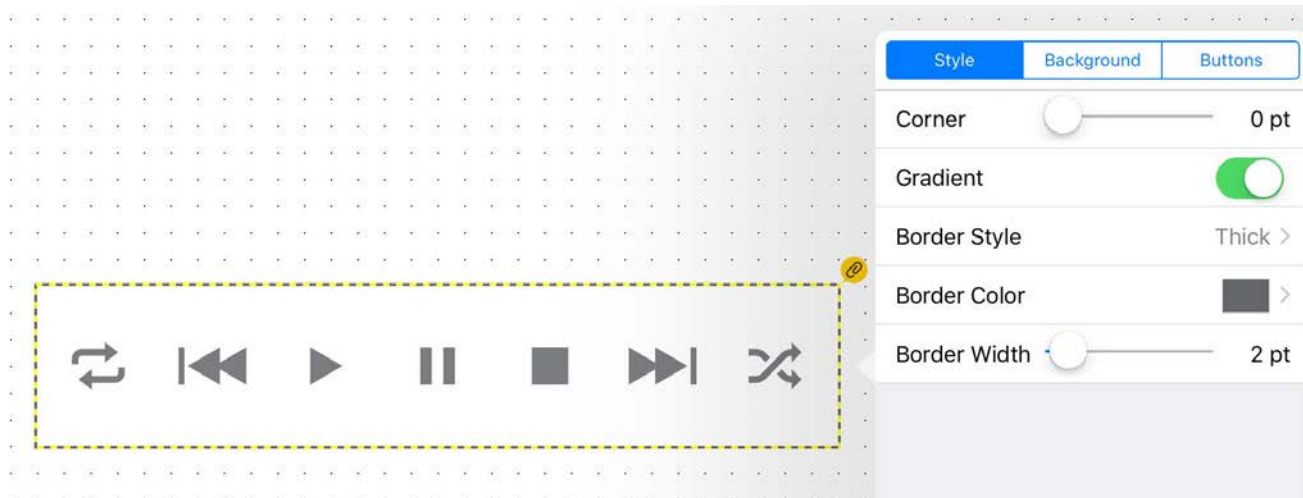 Style Background Buttons
Corner 0 pt
Gradient
Border Style Thick >
Border Color >
Border Width 2 pt